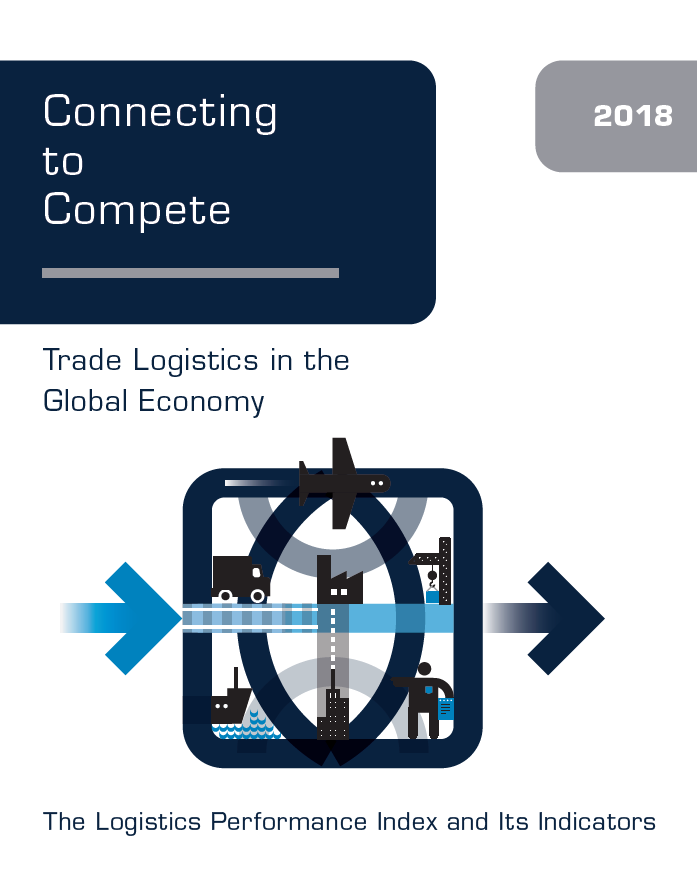 Connecting
to
Compete
2018
Trade Logistics in the
Global Economy
The Logistics Performance Index and Its Indicators